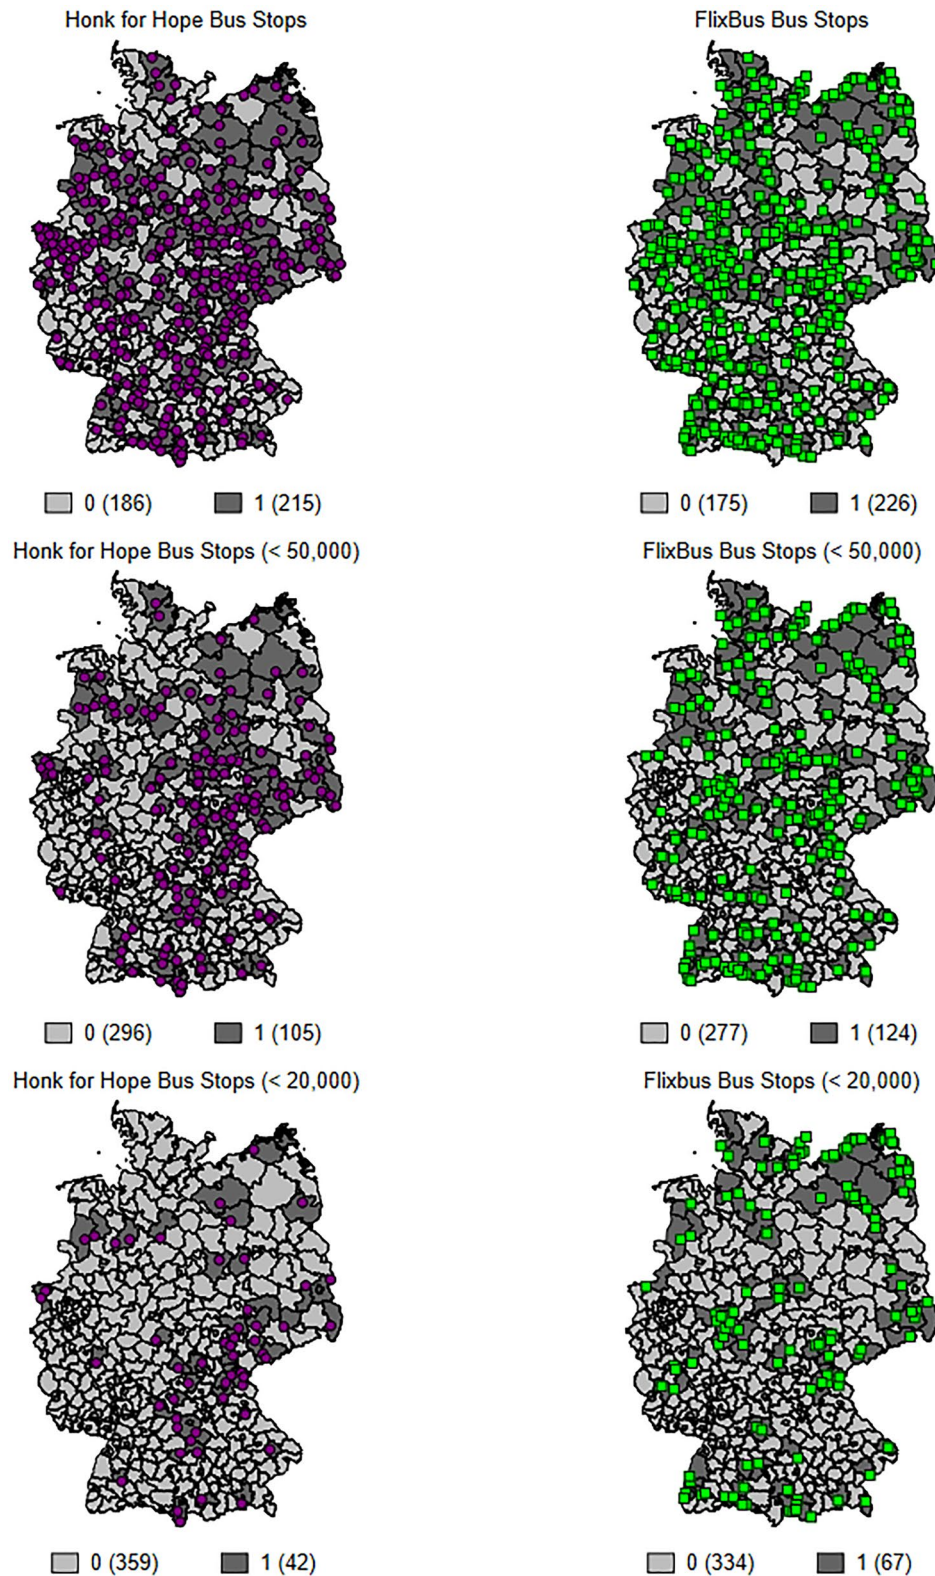 Honk for Hope Bus Stops
FlixBus Bus Stops
0 (186) 1 (215)
0 (175) 1 (226)
Honk for Hope Bus Stops (< 50,000)
FlixBus Bus Stops (< 50,000)
0 (296) 1 (105)
0 (277) 1 (124)
Honk for Hope Bus Stops (< 20,000)
Flixbus Bus Stops (< 20,000)
0 (359) 1 (42)
0 (334) 1 (67)